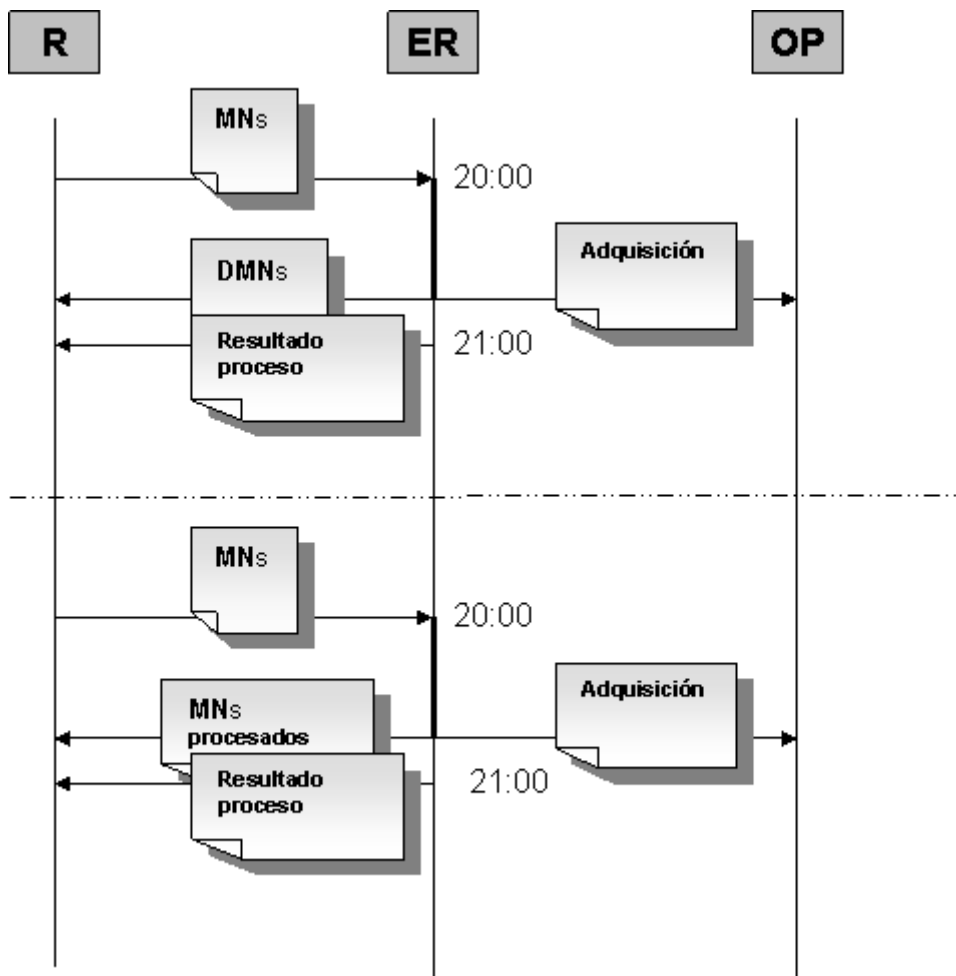 R
ER
OP
MNs
20:00
Adquisición
DMNs
Resultado
proceso
21:00
MNs
20:00
Adquisición
MNs
procesados
Resultado
proceso
21:00